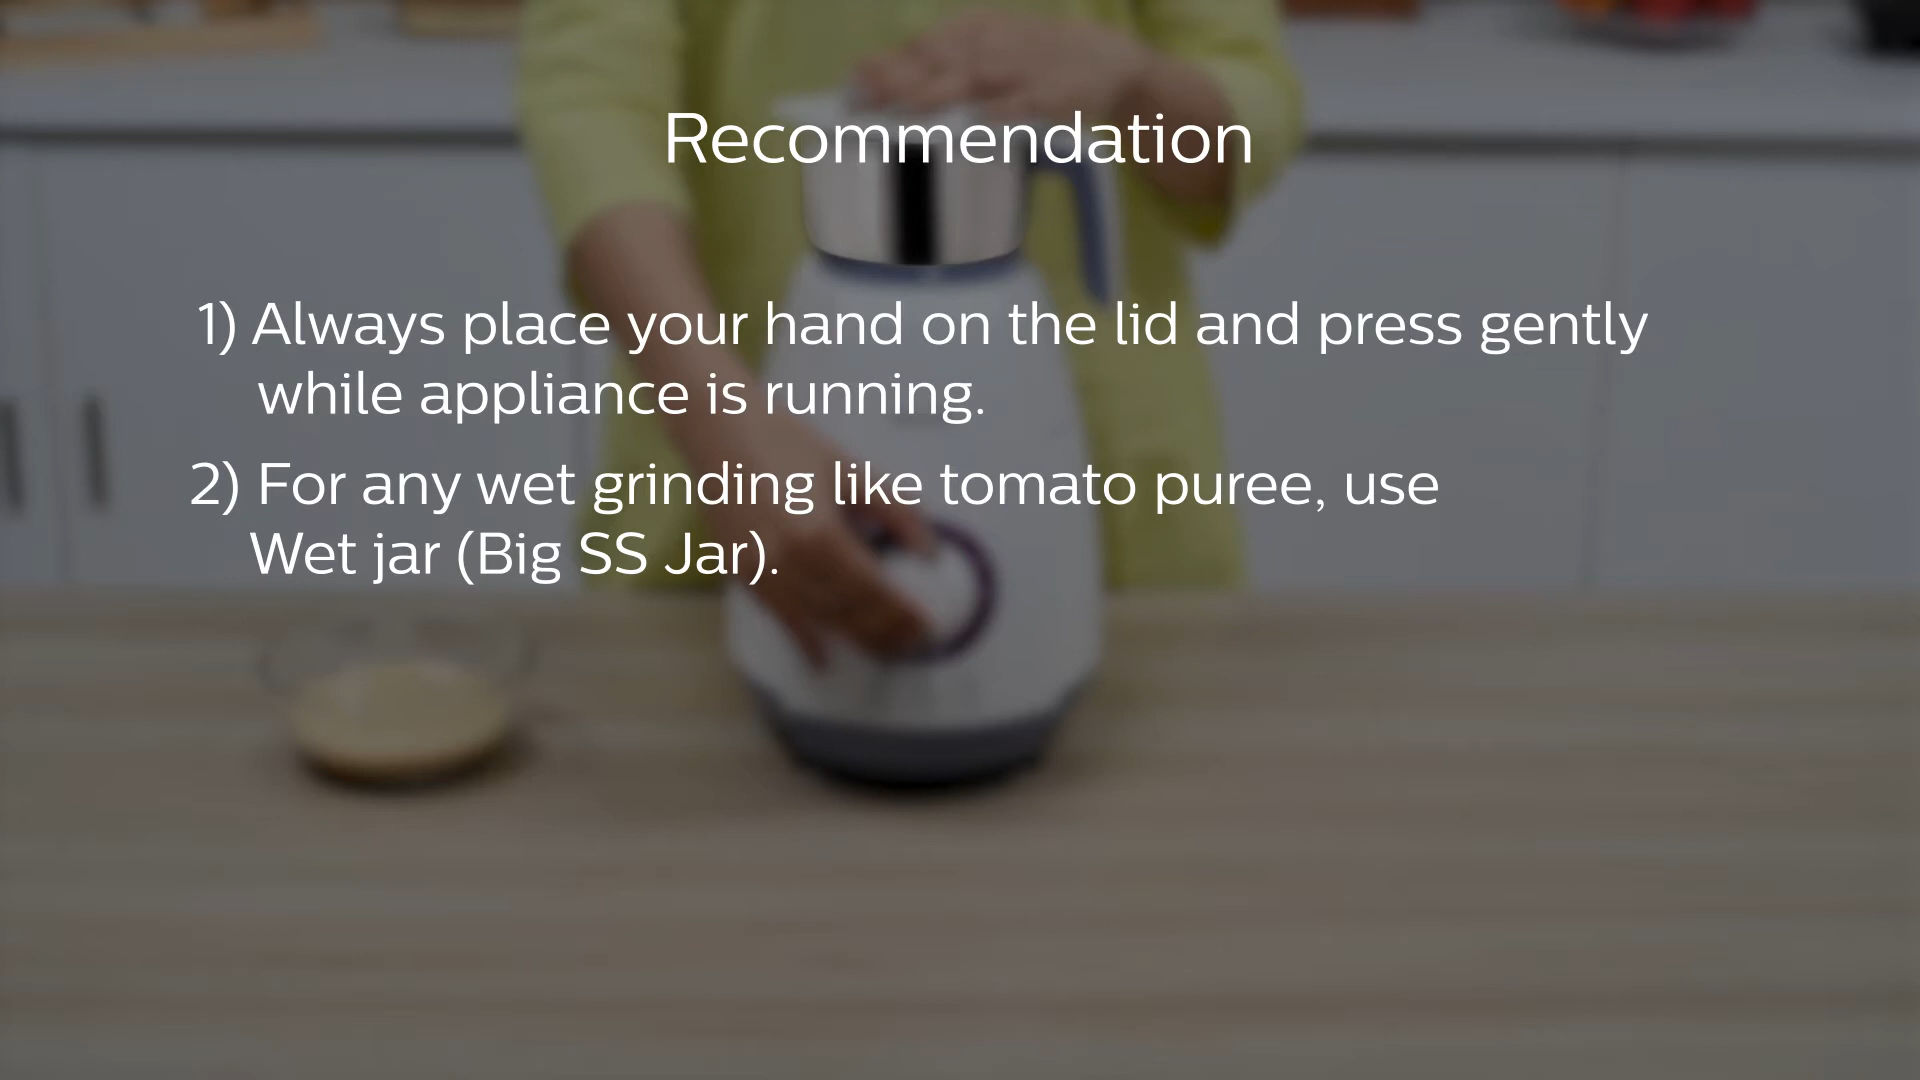 Recommendation
1) Always place your hand on the lid and press gently
while appliance is running.
2) For any wet grinding like tomato puree, use
Wet jar (Big SS Jar).